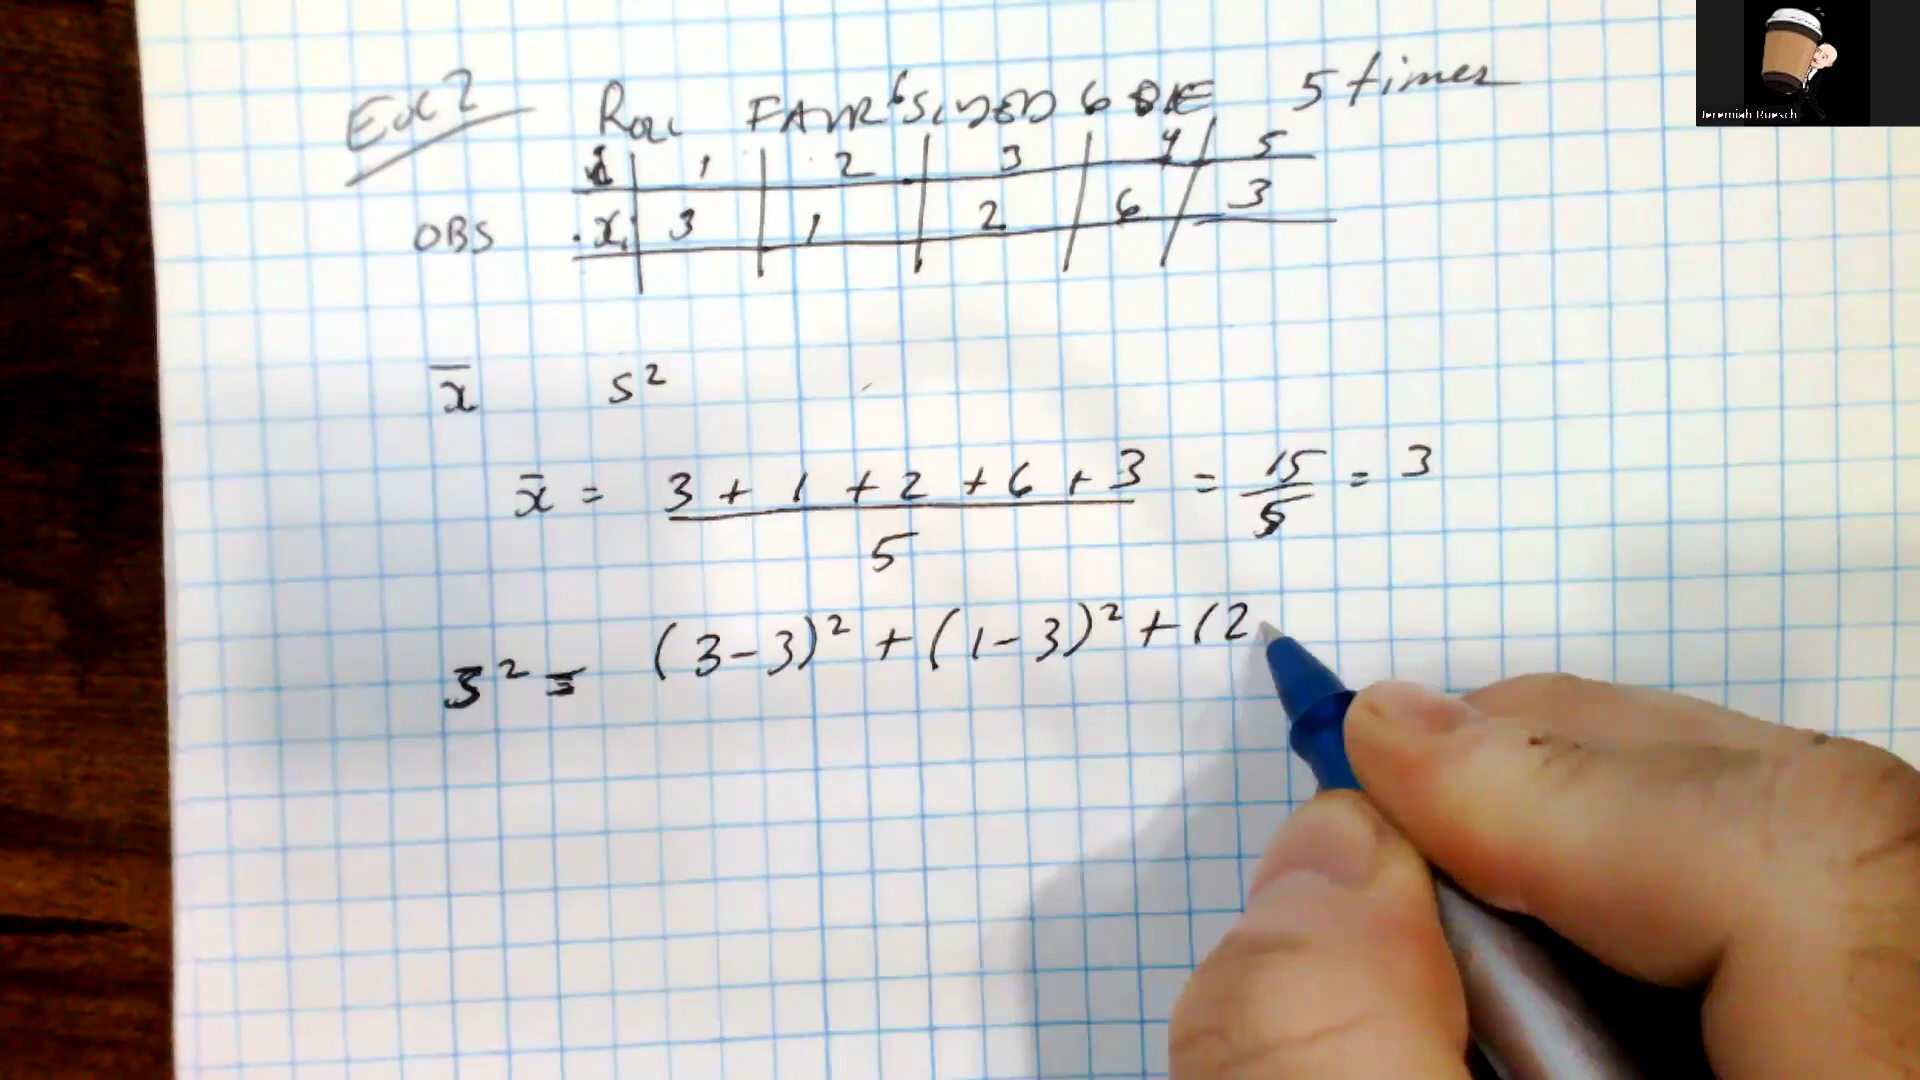 Ex 2 Roll FAIR 6 SIDED 6 DIE 5 times
i 1 2 3 4 5
OBS xᵢ 3 1 2 6 3
x̄ s²
x̄ = 3 + 1 + 2 + 6 + 3 / 5 = 15/5 = 3
s² = (3-3)² + (1-3)² + (2
Jeremiah Ruesch